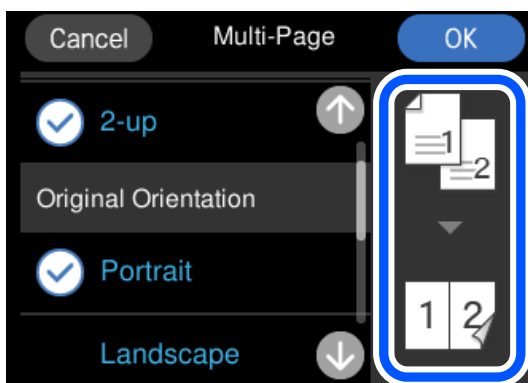 Cancel Multi-Page OK
2-up
Original Orientation
Portrait
Landscape
1
2
1 2